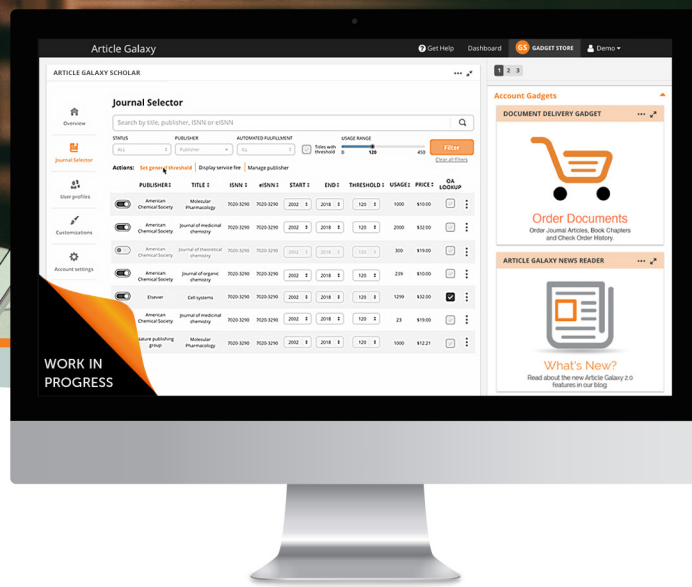 Article Galaxy
Get Help Dashboard GS GADGET STORE Demo
ARTICLE GALAXY SCHOLAR
1 2 3
Overview
Journal Selector
User profiles
Customizations
Account settings
Journal Selector
Search by title, publisher, ISNN or eISNN
STATUS PUBLISHER AUTOMATED FULFILLMENT USAGE RANGE
ALL Publisher ILL Titles with threshold 0 120 450 Filter
Clear all filters
Actions: Set general threshold Display service fee Manage publisher
PUBLISHER TITLE ISNN eISNN START END THRESHOLD USAGE PRICE OA LOOKUP
American Chemical Society Molecular Pharmacology 7020-3290 7020-3290 2002 2018 120 1000 $10.00
American Chemical Society Journal of medicinal chemistry 7020-3290 7020-3290 2002 2018 120 2000 $32.00
American Chemical Society Journal of theoretical chemistry 7020-3290 7020-3290 2002 2018 120 300 $19.00
American Chemical Society Journal of organic chemistry 7020-3290 7020-3290 2002 2018 120 239 $10.00
Elsevier Cell systems 7020-3290 7020-3290 2002 2018 120 1299 $32.00
American Chemical Society Journal of medicinal chemistry 7020-3290 7020-3290 2002 2018 120 23 $19.00
Nature publishing group Molecular Pharmacology 7020-3290 7020-3290 2002 2018 120 1000 $12.21
WORK IN
PROGRESS
Account Gadgets
DOCUMENT DELIVERY GADGET
Order Documents
Order Journal Articles, Book Chapters
and Check Order History.
ARTICLE GALAXY NEWS READER
What's New?
Read about the new Article Galaxy 2.0
features in our blog.